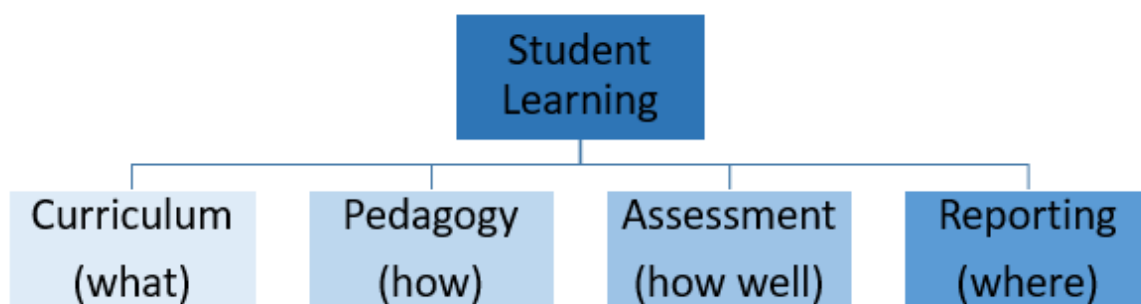 Student
Learning
Curriculum
(what)
Pedagogy
(how)
Assessment
(how well)
Reporting
(where)